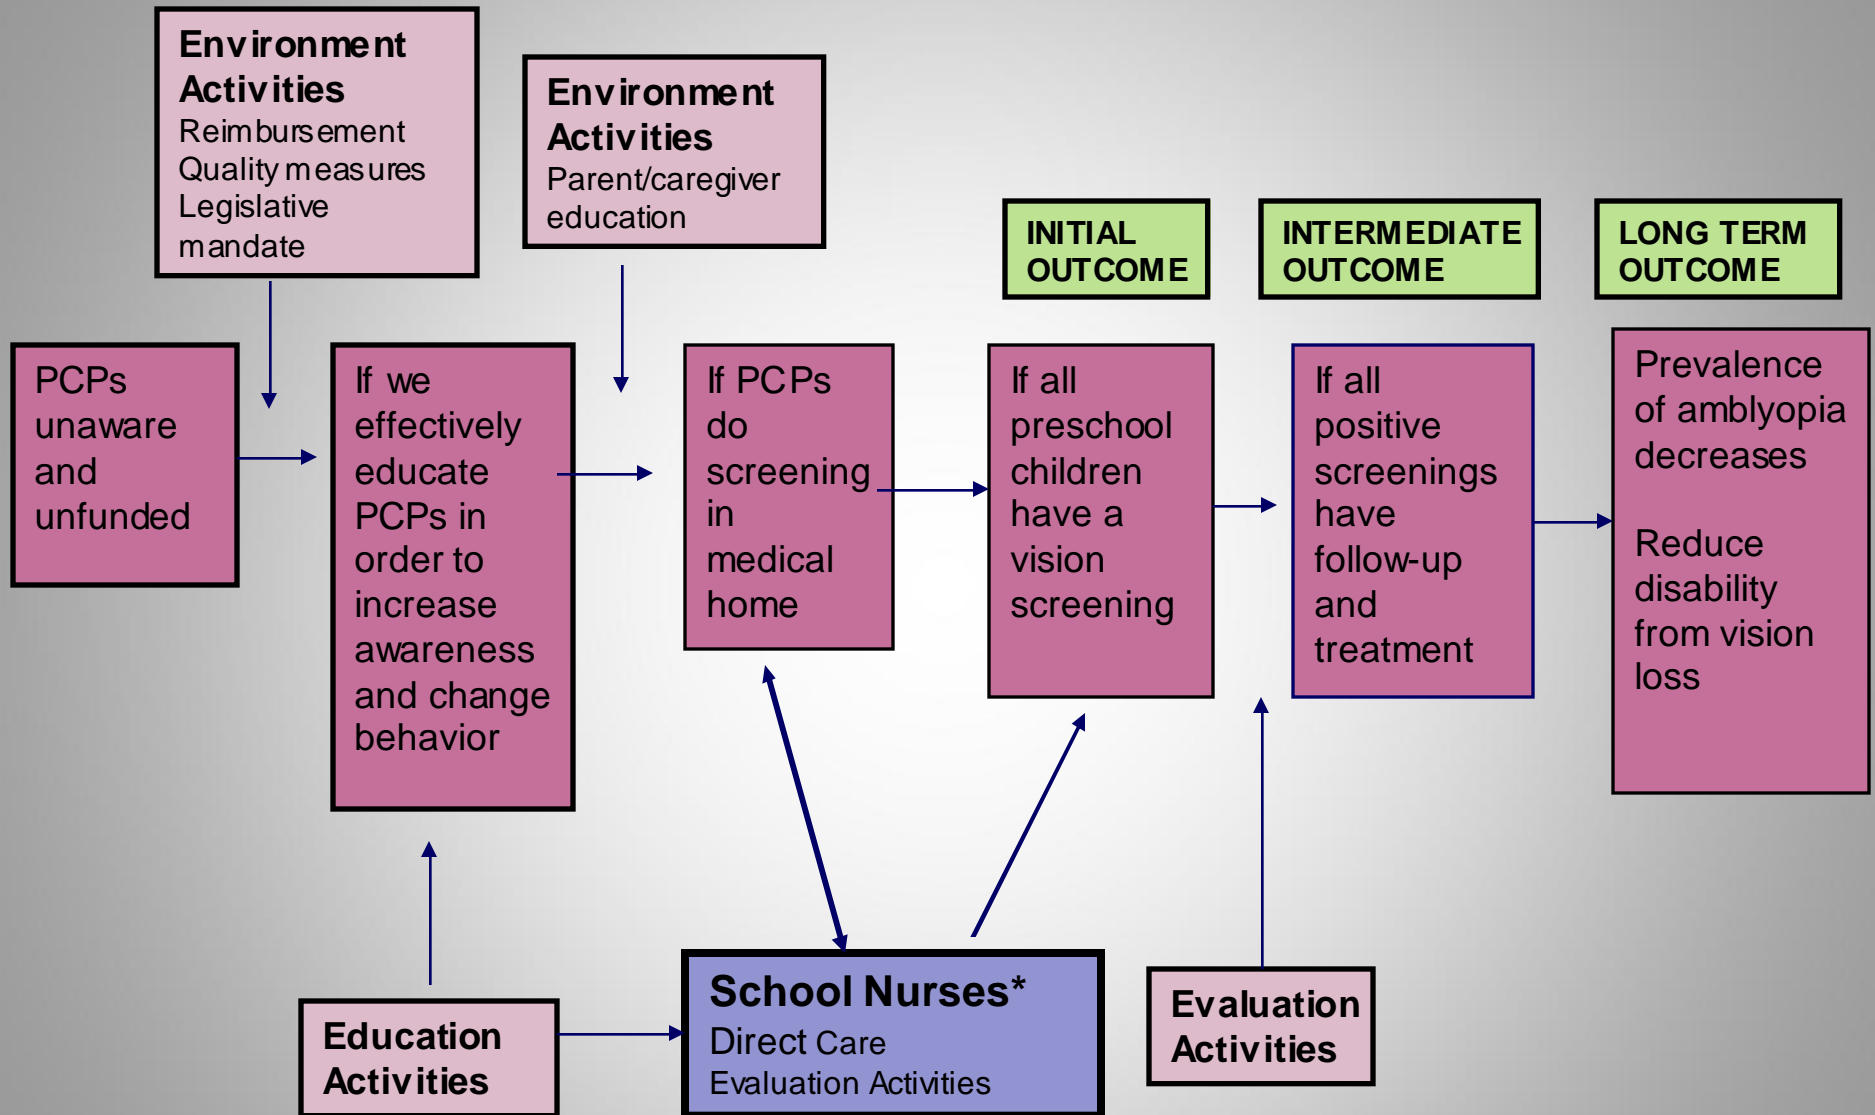 Environment
Activities
Reimbursement
Quality measures
Legislative
mandate
Environment
Activities
Parent/caregiver
education
INITIAL
OUTCOME
INTERMEDIATE
OUTCOME
LONG TERM
OUTCOME
PCPs
unaware
and
unfunded
If we
effectively
educate
PCPs in
order to
increase
awareness
and change
behavior
If PCPs
do
screening
in
medical
home
If all
preschool
children
have a
vision
screening
If all
positive
screenings
have
follow-up
and
treatment
Prevalence
of amblyopia
decreases
Reduce
disability
from vision
loss
Education
Activities
School Nurses*
Direct Care
Evaluation Activities
Evaluation
Activities